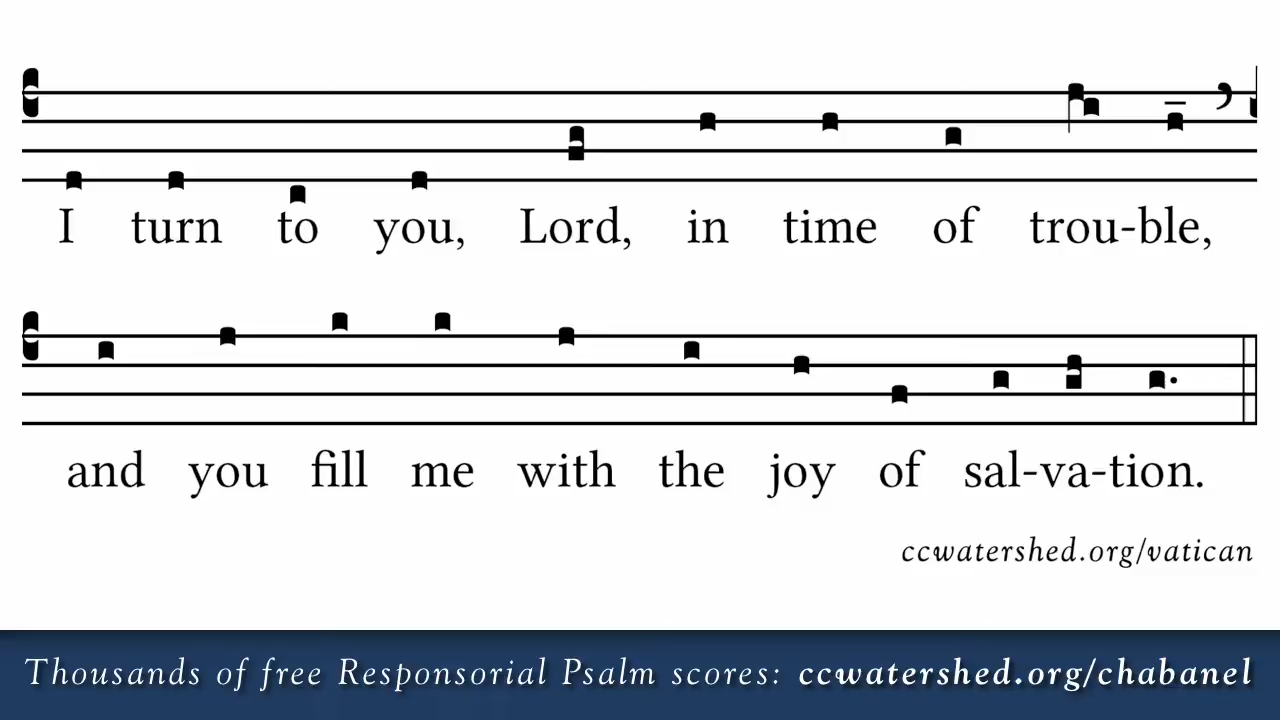 I turn to you, Lord, in time of trou-ble,
and you fill me with the joy of sal-va-tion.
ccwatershed.org/vatican
Thousands of free Responsorial Psalm scores: ccwatershed.org/chabanel